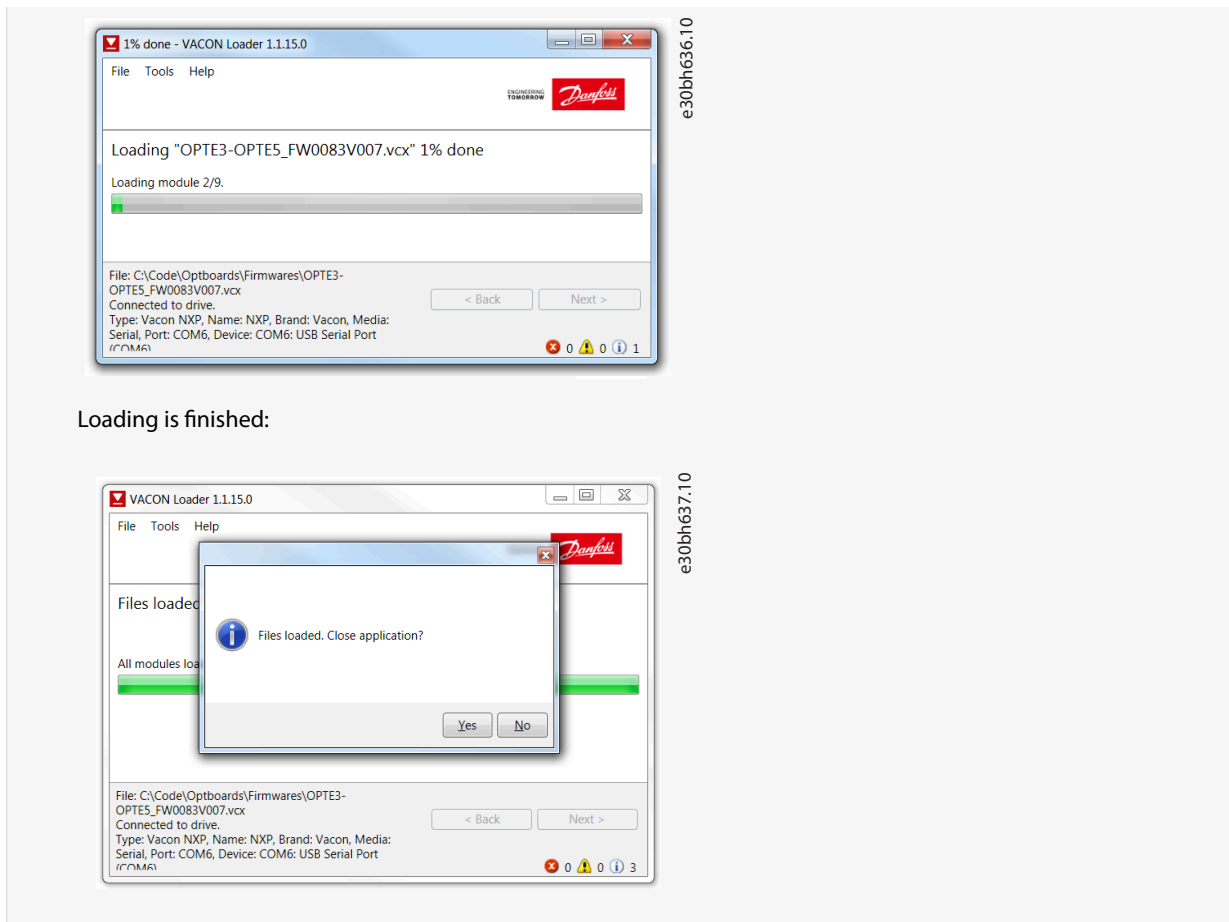 1% done - VACON Loader 1.1.15.0
File Tools Help
ENGINEERING
TOMORROW
Danfoss
Loading "OPTE3-OPTE5_FW0083V007.vcx" 1% done
Loading module 2/9.
File: C:\Code\Optboards\Firmwares\OPTE3-
OPTE5_FW0083V007.vcx
Connected to drive.
Type: Vacon NXP, Name: NXP, Brand: Vacon, Media:
Serial, Port: COM6, Device: COM6: USB Serial Port
(COM6)
< Back Next >
0 0 1
e30bh636.10
Loading is finished:
VACON Loader 1.1.15.0
File Tools Help
Danfoss
Files loaded
Files loaded. Close application?
All modules loa
Yes No
File: C:\Code\Optboards\Firmwares\OPTE3-
OPTE5_FW0083V007.vcx
Connected to drive.
Type: Vacon NXP, Name: NXP, Brand: Vacon, Media:
Serial, Port: COM6, Device: COM6: USB Serial Port
(COM6)
< Back Next >
0 0 3
e30bh637.10